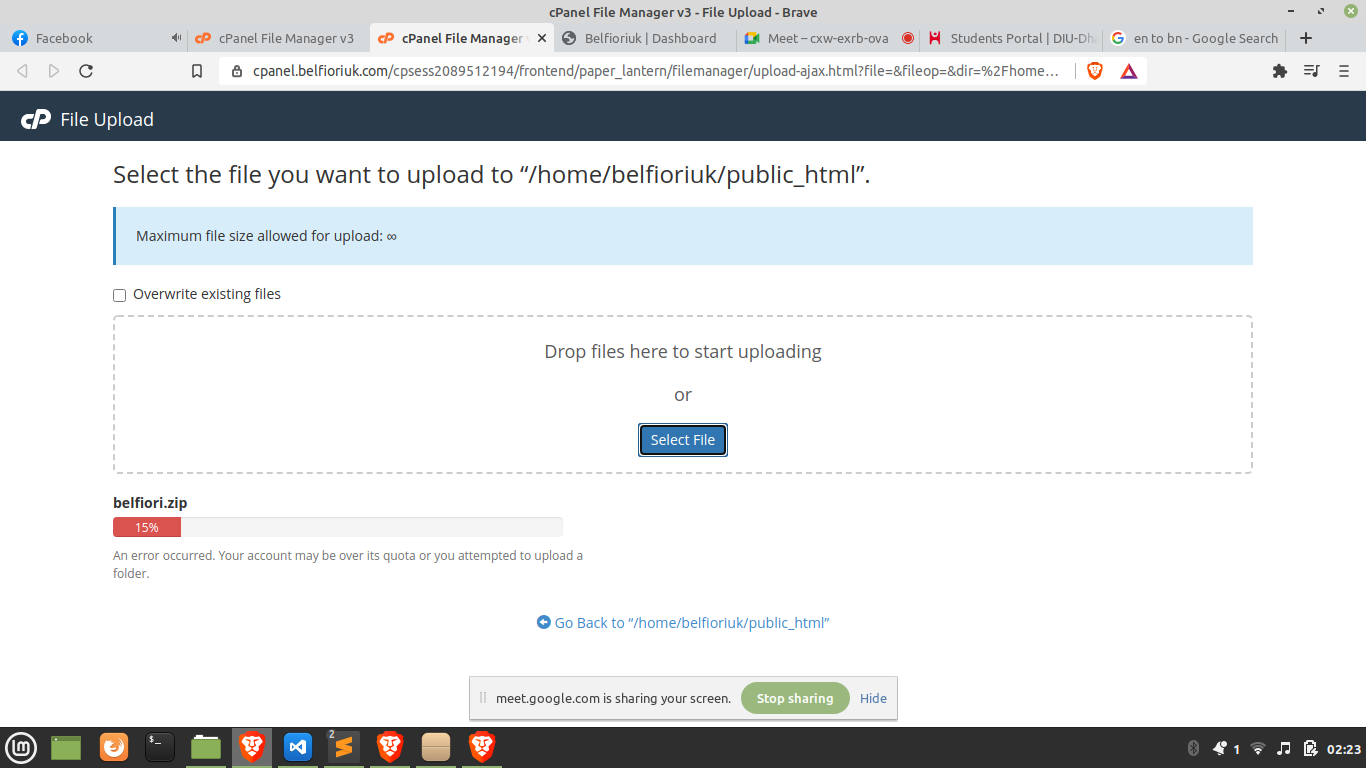 cPanel File Manager v3 - File Upload - Brave
Facebook
cPanel File Manager v3
cPanel File Manager
Belfioriuk | Dashboard
Meet – cxw-exrb-ova
Students Portal | DIU-Dh
en to bn - Google Search
cpanel.belfioriuk.com/cpsess2089512194/frontend/paper_lantern/filemanager/upload-ajax.html?file=&fileop=&dir=%2Fhome…
cP File Upload
Select the file you want to upload to “/home/belfioriuk/public_html”.
Maximum file size allowed for upload: ∞
Overwrite existing files
Drop files here to start uploading
or
Select File
belfiori.zip
15%
An error occurred. Your account may be over its quota or you attempted to upload a
folder.
Go Back to “/home/belfioriuk/public_html”
meet.google.com is sharing your screen.
Stop sharing
Hide
2
1
02:23